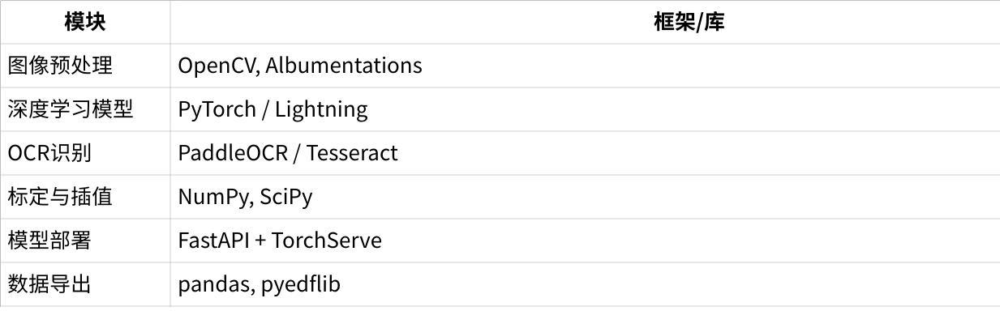 模块 框架/库
图像预处理 OpenCV, Albumentations
深度学习模型 PyTorch / Lightning
OCR识别 PaddleOCR / Tesseract
标定与插值 NumPy, SciPy
模型部署 FastAPI + TorchServe
数据导出 pandas, pyedflib